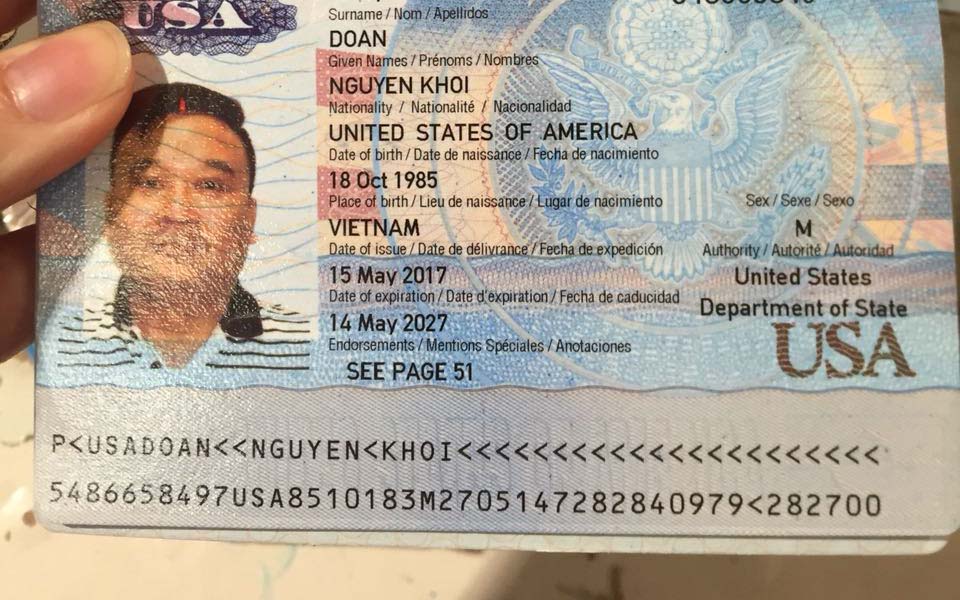 USA
Surname / Nom / Apellidos
DOAN
Given Names / Prénoms / Nombres
NGUYEN KHOI
Nationality / Nationalité / Nacionalidad
UNITED STATES OF AMERICA
Date of birth / Date de naissance / Fecha de nacimiento
18 Oct 1985
Place of birth / Lieu de naissance / Lugar de nacimiento Sex / Sexe / Sexo
VIETNAM M
Date of issue / Date de délivrance / Fecha de expedición Authority / Autorité / Autoridad
15 May 2017 United States
Date of expiration / Date d'expiration / Fecha de caducidad Department of State
14 May 2027 USA
Endorsements / Mentions Spéciales / Anotaciones
SEE PAGE 51
P<USADOAN<<NGUYEN<KHOI<<<<<<<<<<<<<<<<<<<<<<
5486658497USA8510183M2705147282840979<282700